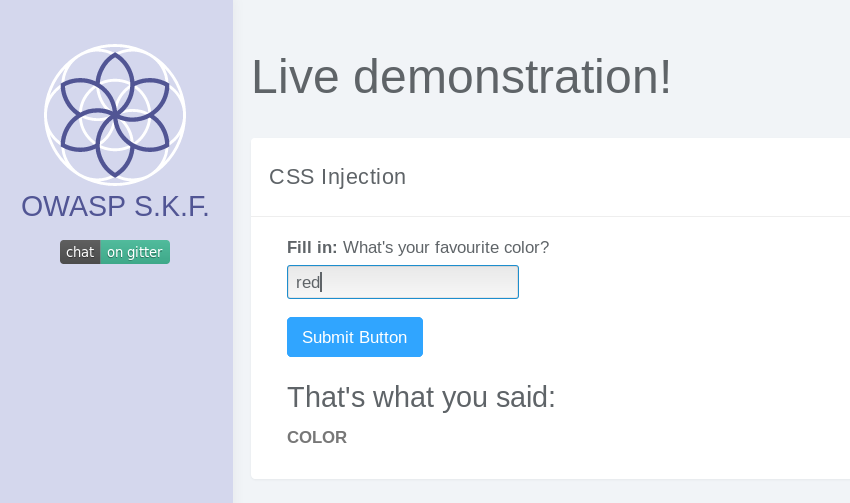 OWASP S.K.F.
chat on gitter
Live demonstration!
CSS Injection
Fill in: What's your favourite color?
red
Submit Button
That's what you said:
COLOR